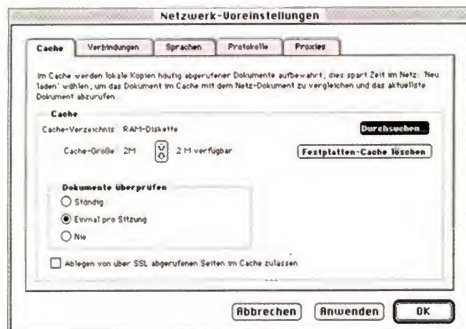 Netzwerk-Voreinstellungen
Cache Verbindungen Sprachen Protokolle Proxies
Im Cache werden lokale Kopien häufig abgerufener Dokumente aufbewahrt, dies spart Zeit im Netz. 'Neu
laden' wählen, um das Dokument im Cache mit dem Netz-Dokument zu vergleichen und das aktuellste
Dokument abzurufen.
Cache
Cache-Verzeichnis RAM-Diskette Durchsuchen...
Cache-Größe 2M 2 M verfügbar Festplatten-Cache löschen
Dokumente überprüfen
Ständig
Einmal pro Sitzung
Nie
Ablegen von über SSL abgerufenen Seiten im Cache zulassen
Abbrechen Anwenden OK